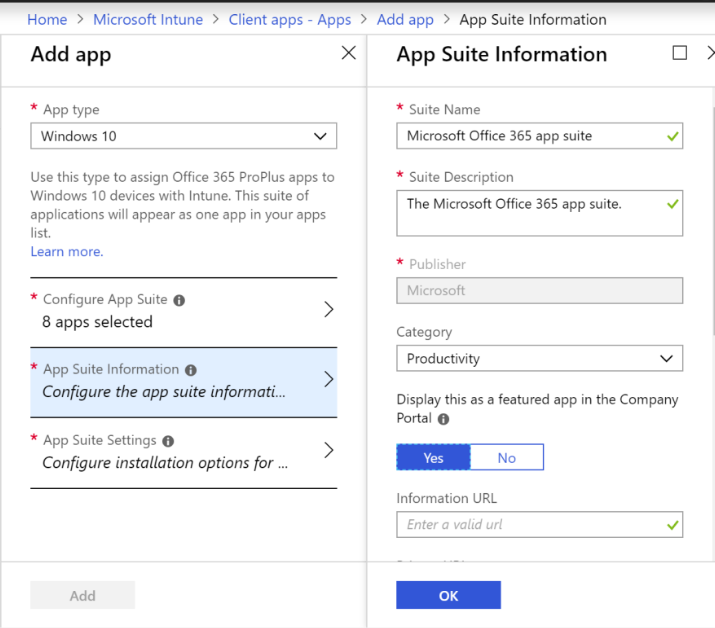 Home > Microsoft Intune > Client apps - Apps > Add app > App Suite Information
Add app
* App type
Windows 10
Use this type to assign Office 365 ProPlus apps to
Windows 10 devices with Intune. This suite of
applications will appear as one app in your apps
list.
Learn more.
* Configure App Suite
8 apps selected
* App Suite Information
Configure the app suite informati...
* App Suite Settings
Configure installation options for ...
Add
App Suite Information
* Suite Name
Microsoft Office 365 app suite
* Suite Description
The Microsoft Office 365 app suite.
* Publisher
Microsoft
Category
Productivity
Display this as a featured app in the Company
Portal
Yes
No
Information URL
Enter a valid url
OK